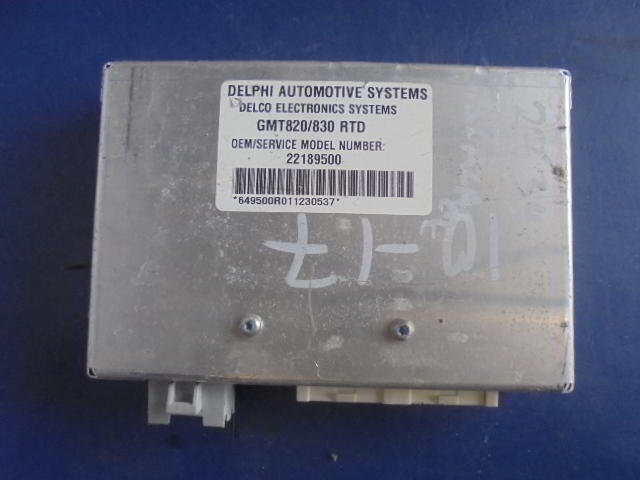 DELPHI AUTOMOTIVE SYSTEMS
DELCO ELECTRONICS SYSTEMS
GMT820/830 RTD
OEM/SERVICE MODEL NUMBER:
22189500
*649500R011230537*